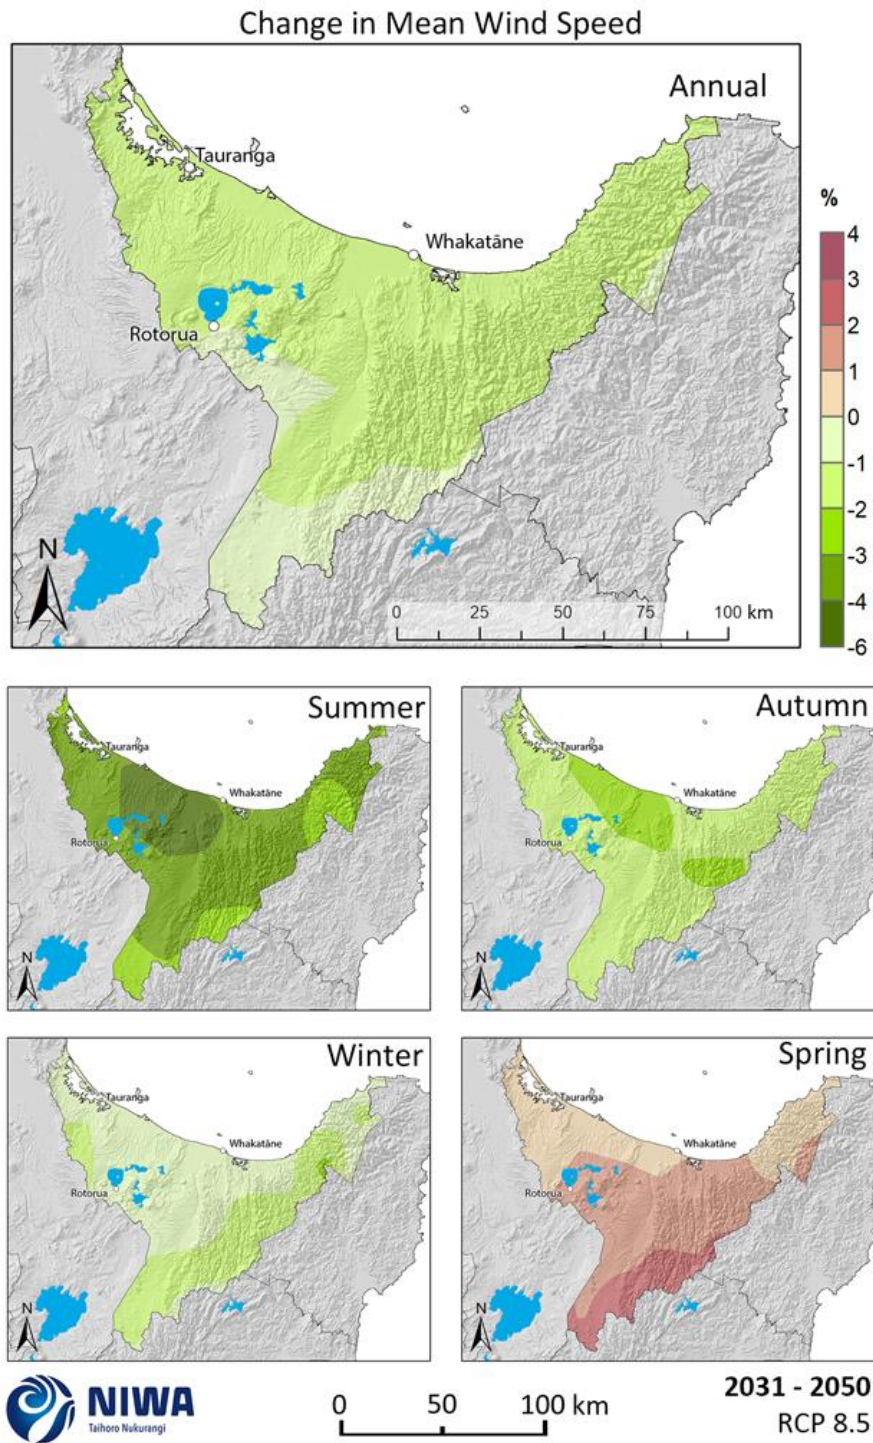 Change in Mean Wind Speed
Annual
Tauranga
Whakatāne
Rotorua
N
0 25 50 75 100 km
%
4
3
2
1
0
-1
-2
-3
-4
-6
Summer
Tauranga
Whakatāne
Rotorua
N
Autumn
Tauranga
Whakatāne
Rotorua
N
Winter
Tauranga
Whakatāne
Rotorua
N
Spring
Tauranga
Whakatāne
Rotorua
N
NIWA
Taihoro Nukurangi
0 50 100 km
2031 - 2050
RCP 8.5